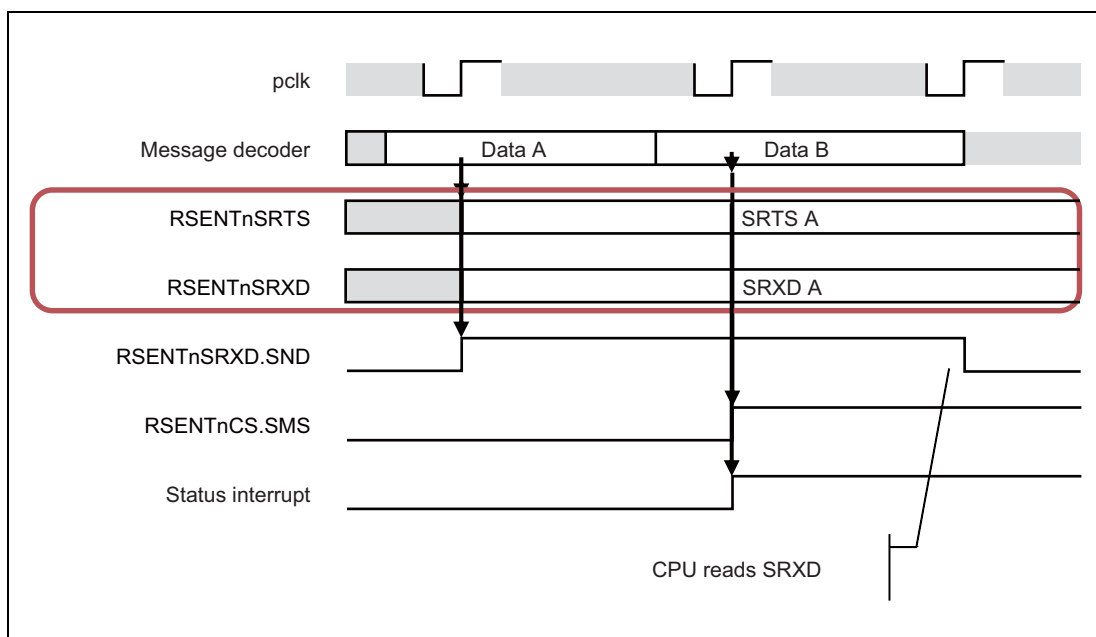 pclk
Message decoder
Data A
Data B
RSENTnSRTS
SRTS A
RSENTnSRXD
SRXD A
RSENTnSRXD.SND
RSENTnCS.SMS
Status interrupt
CPU reads SRXD